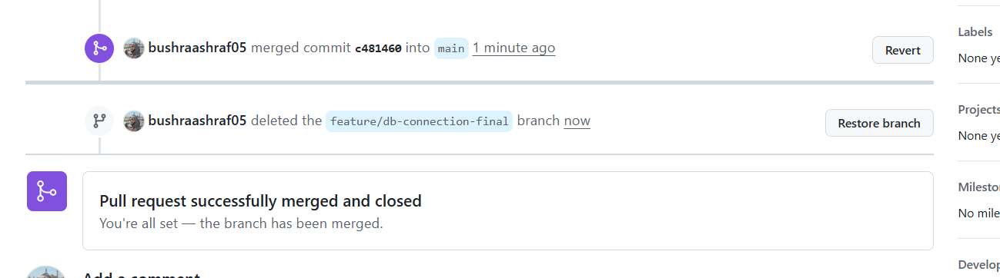 Labels
bushraashraf05 merged commit c481460 into main 1 minute ago
Revert
None ye
bushraashraf05 deleted the feature/db-connection-final branch now
Restore branch
Projects
None ye
Pull request successfully merged and closed
You're all set — the branch has been merged.
Milesto
No mile
Develop
Add a comment